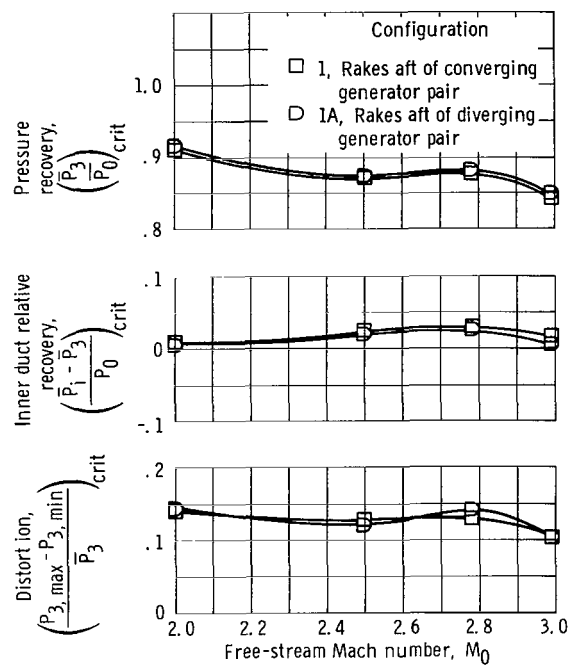 Configuration
1, Rakes aft of converging
generator pair
1A, Rakes aft of diverging
generator pair
Pressure
recovery,
(P̅3/P0)crit
1.0
.9
.8
Inner duct relative
recovery,
(P̅i - P̅3/P0)crit
.1
0
-.1
Distortion,
(P3, max - P3, min/P̅3)crit
.2
.1
0
2.0 2.2 2.4 2.6 2.8 3.0
Free-stream Mach number, M0